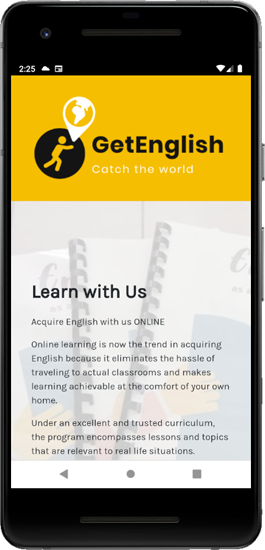 2:25
GetEnglish
Catch the world
Learn with Us
Acquire English with us ONLINE
Online learning is now the trend in acquiring
English because it eliminates the hassle of
traveling to actual classrooms and makes
learning achievable at the comfort of your own
home.
Under an excellent and trusted curriculum,
the program encompasses lessons and topics
that are relevant to real life situations.